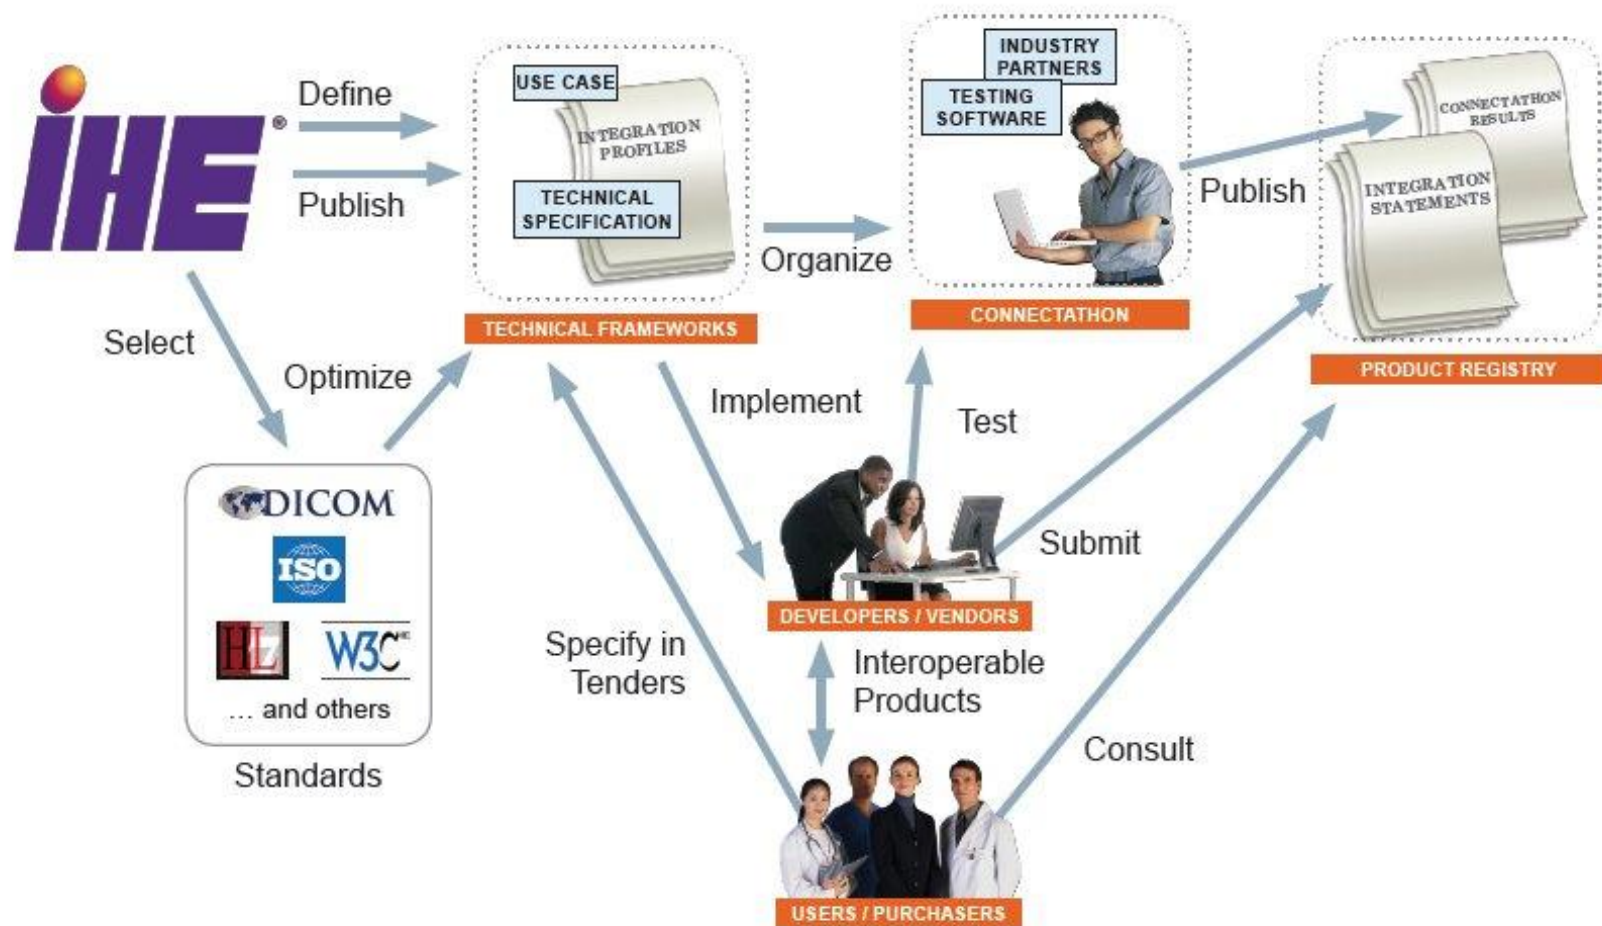 iHE®
Define
Publish
USE CASE
INTEGRATION
PROFILES
TECHNICAL
SPECIFICATION
TECHNICAL FRAMEWORKS
Organize
INDUSTRY
PARTNERS
TESTING
SOFTWARE
CONNECTATHON
Publish
CONNECTATHON
RESULTS
INTEGRATION
STATEMENTS
PRODUCT REGISTRY
Select
Optimize
Implement
Test
DICOM
ISO
HL7
W3C
... and others
Standards
Submit
DEVELOPERS / VENDORS
Specify in
Tenders
Interoperable
Products
Consult
USERS / PURCHASERS